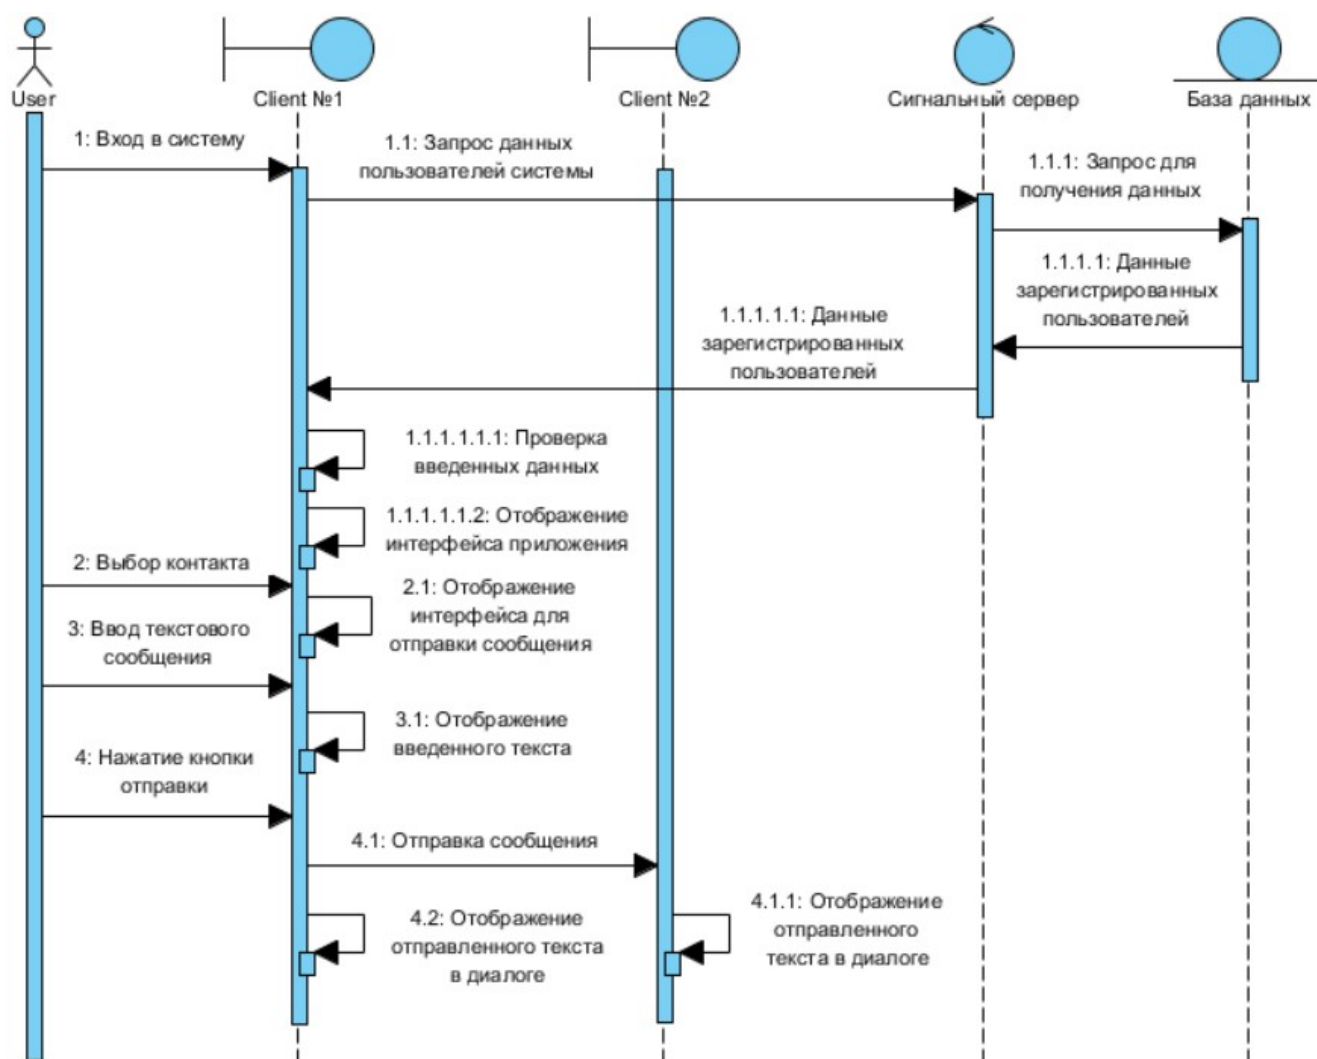 User
Client №1
Client №2
Сигнальный сервер
База данных
1: Вход в систему
1.1: Запрос данных
пользователей системы
1.1.1: Запрос для
получения данных
1.1.1.1: Данные
зарегистрированных
пользователей
1.1.1.1.1: Данные
зарегистрированных
пользователей
1.1.1.1.1.1: Проверка
введенных данных
1.1.1.1.1.2: Отображение
интерфейса приложения
2: Выбор контакта
2.1: Отображение
интерфейса для
отправки сообщения
3: Ввод текстового
сообщения
3.1: Отображение
введенного текста
4: Нажатие кнопки
отправки
4.1: Отправка сообщения
4.2: Отображение
отправленного текста
в диалоге
4.1.1: Отображение
отправленного
текста в диалоге